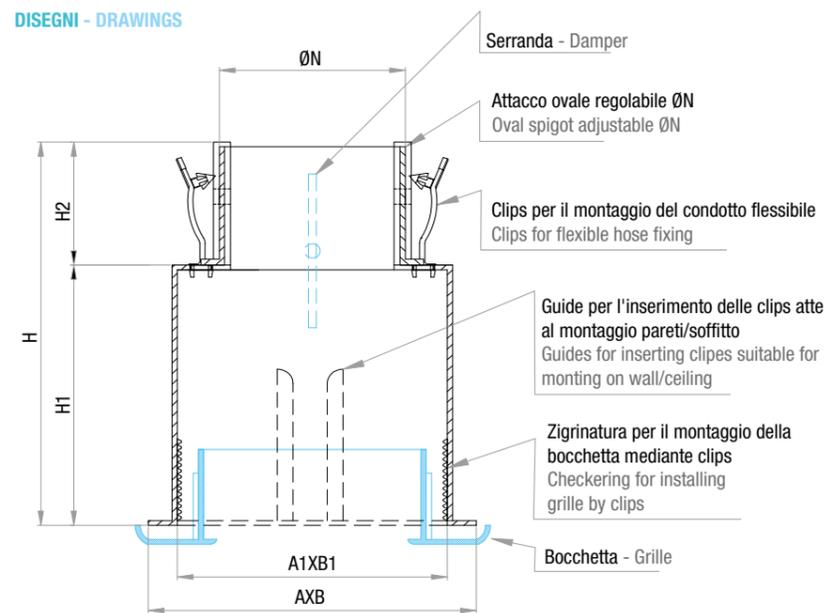 DISEGNI - DRAWINGS
Serranda - Damper
ØN
Attacco ovale regolabile ØN
Oval spigot adjustable ØN
H2
Clips per il montaggio del condotto flessibile
Clips for flexible hose fixing
Guide per l'inserimento delle clips atte
al montaggio pareti/soffitto
Guides for inserting clipes suitable for
monting on wall/ceiling
H
H1
Zigrinatura per il montaggio della
bocchetta mediante clips
Checkering for installing
grille by clips
Bocchetta - Grille
A1XB1
AXB